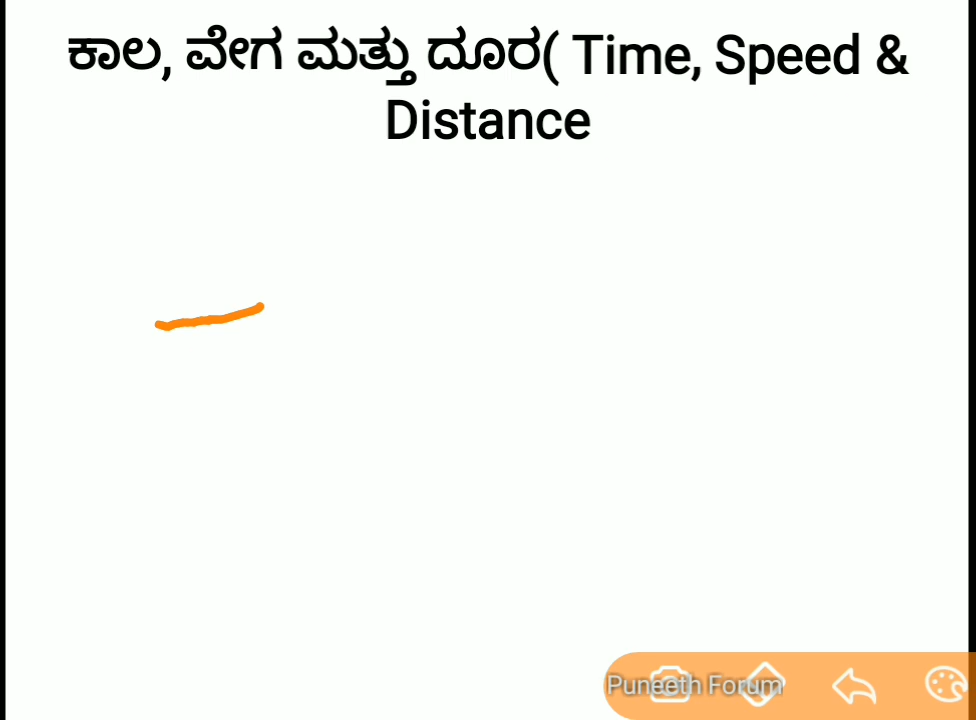 ಕಾಲ, ವೇಗ ಮತ್ತು ದೂರ( Time, Speed &
Distance
Puneeth Forum